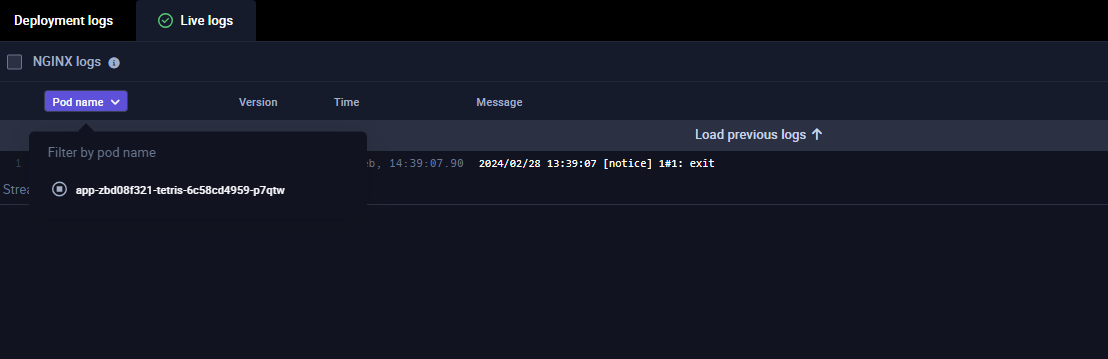 Deployment logs Live logs
NGINX logs
Pod name Version Time Message
Load previous logs
Filter by pod name
1 eb, 14:39:07.90 2024/02/28 13:39:07 [notice] 1#1: exit
Strea
app-zbd08f321-tetris-6c58cd4959-p7qtw